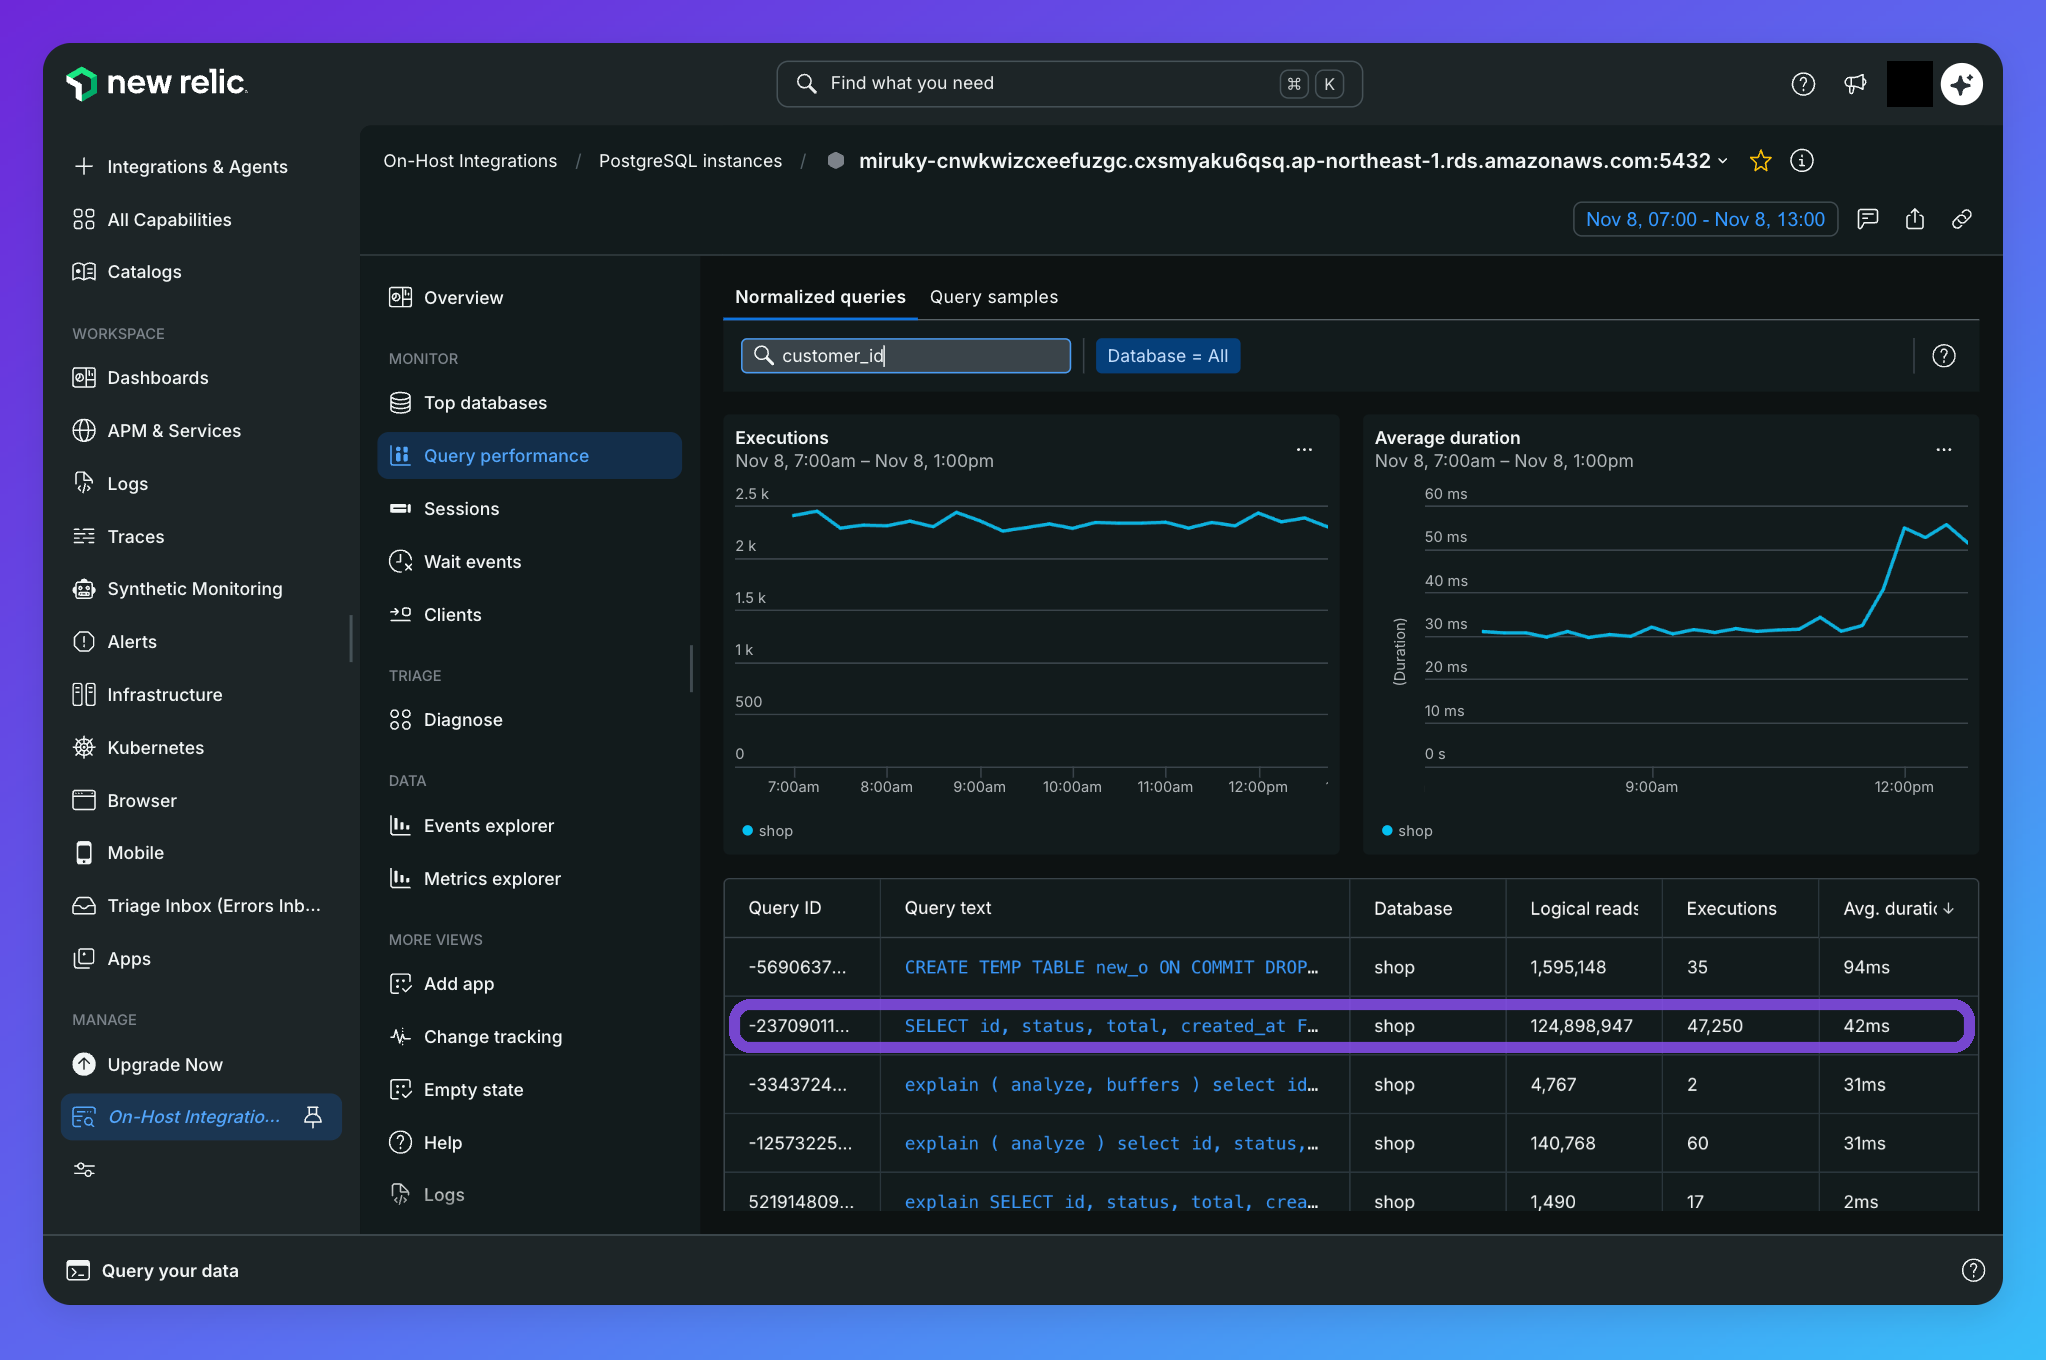 new relic
Find what you need
⌘ K
Integrations & Agents
All Capabilities
Catalogs
WORKSPACE
Dashboards
APM & Services
Logs
Traces
Synthetic Monitoring
Alerts
Infrastructure
Kubernetes
Browser
Mobile
Triage Inbox (Errors Inb...
Apps
MANAGE
Upgrade Now
On-Host Integratio...
On-Host Integrations / PostgreSQL instances / miruky-cnwkwizcxeefuzgc.cxsmyaku6qsq.ap-northeast-1.rds.amazonaws.com:5432
Nov 8, 07:00 - Nov 8, 13:00
Overview
MONITOR
Top databases
Query performance
Sessions
Wait events
Clients
TRIAGE
Diagnose
DATA
Events explorer
Metrics explorer
MORE VIEWS
Add app
Change tracking
Empty state
Help
Logs
Normalized queries Query samples
customer_id
Database = All
Executions
Nov 8, 7:00am – Nov 8, 1:00pm
2.5 k
2 k
1.5 k
1 k
500
0
7:00am 8:00am 9:00am 10:00am 11:00am 12:00pm
shop
Average duration
Nov 8, 7:00am – Nov 8, 1:00pm
(Duration)
60 ms
50 ms
40 ms
30 ms
20 ms
10 ms
0 s
9:00am 12:00pm
shop
Query ID Query text Database Logical reads Executions Avg. duratic
-5690637... CREATE TEMP TABLE new_o ON COMMIT DROP… shop 1,595,148 35 94ms
-23709011... SELECT id, status, total, created_at F… shop 124,898,947 47,250 42ms
-3343724... explain ( analyze, buffers ) select id… shop 4,767 2 31ms
-12573225... explain ( analyze ) select id, status,… shop 140,768 60 31ms
521914809... explain SELECT id, status, total, crea… shop 1,490 17 2ms
Query your data